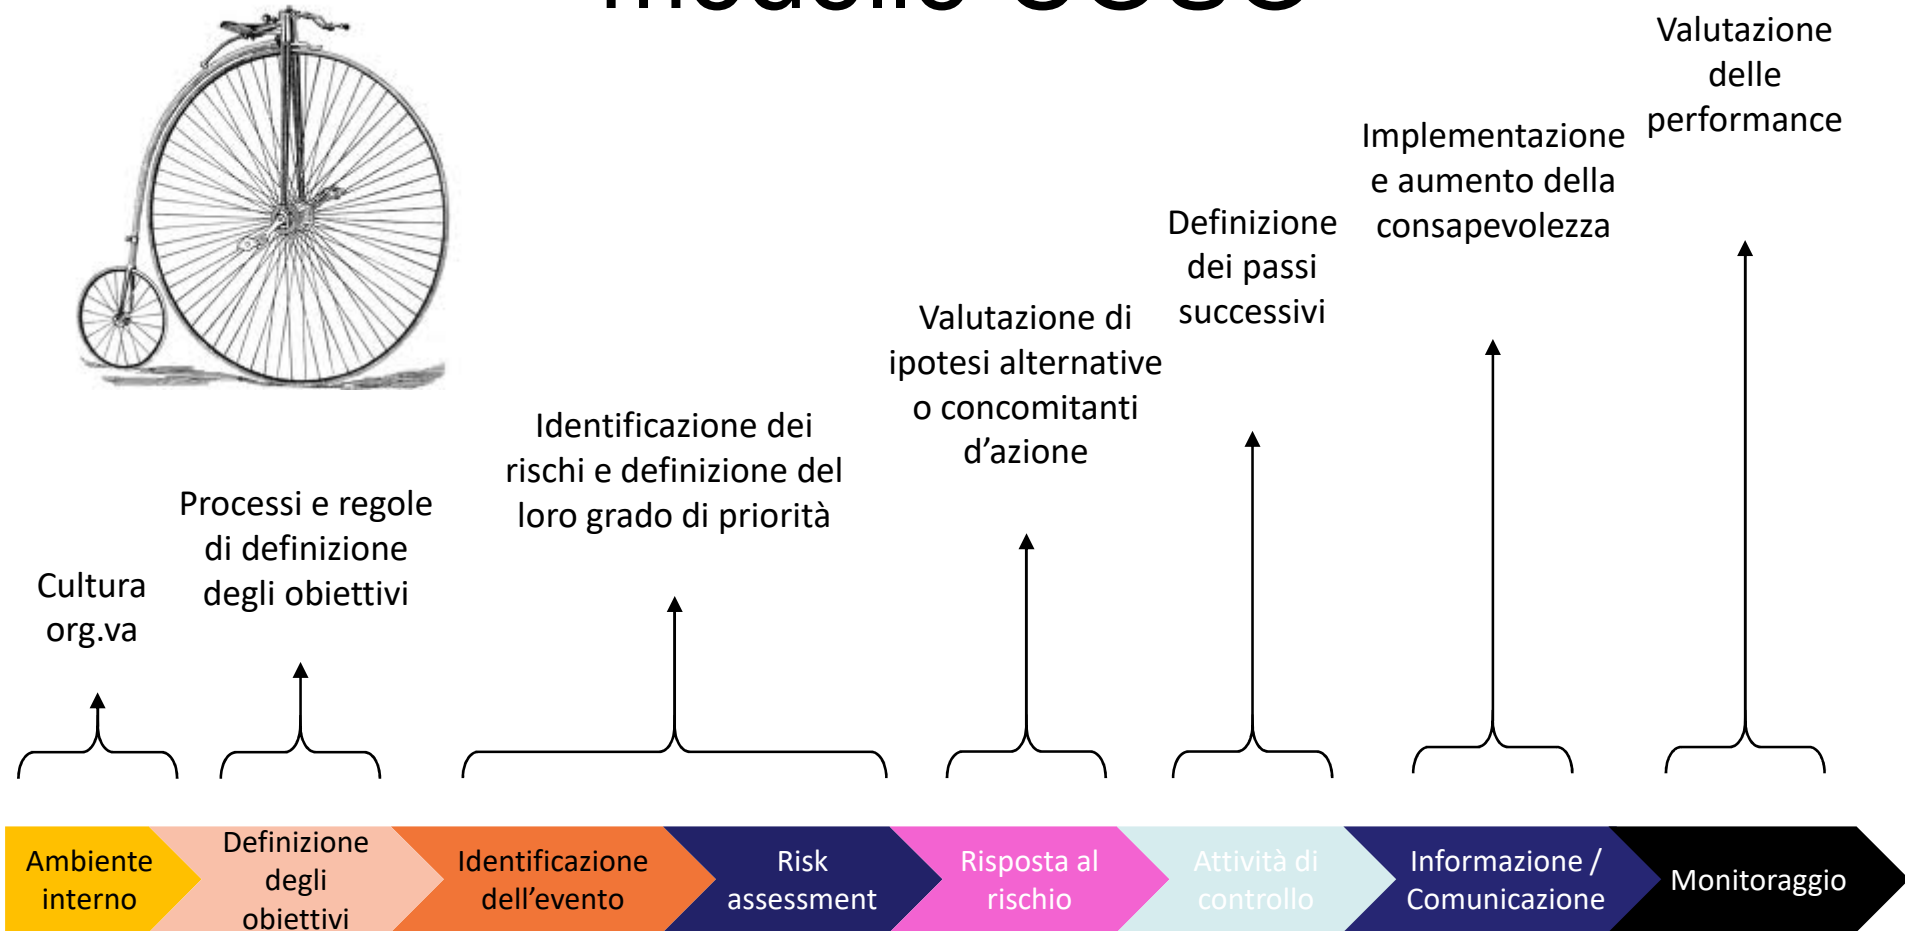 modello COSO
Valutazione
delle
performance
Implementazione
e aumento della
consapevolezza
Definizione
dei passi
successivi
Valutazione di
ipotesi alternative
o concomitanti
d’azione
Identificazione dei
rischi e definizione del
loro grado di priorità
Processi e regole
di definizione
degli obiettivi
Cultura
org.va
Ambiente
interno
Definizione
degli
obiettivi
Identificazione
dell’evento
Risk
assessment
Risposta al
rischio
Attività di
controllo
Informazione /
Comunicazione
Monitoraggio